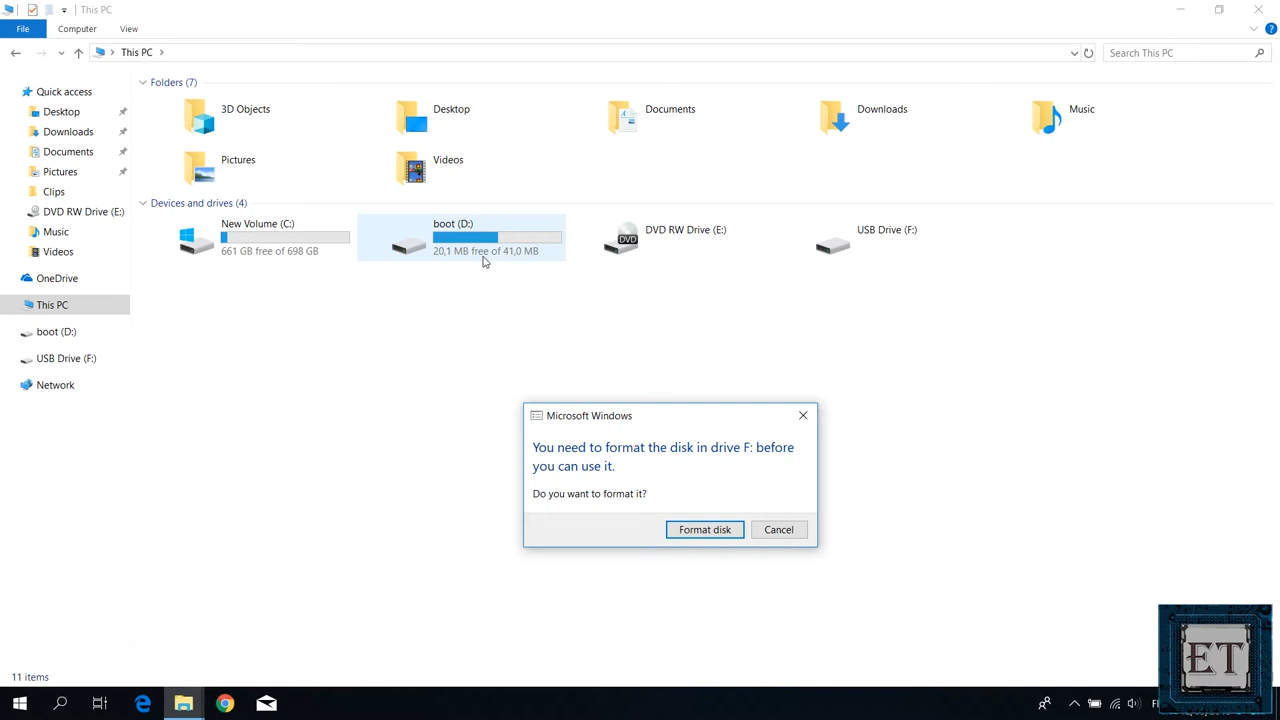 This PC
File
Computer
View
This PC
Search This PC
Quick access
Desktop
Downloads
Documents
Pictures
Clips
DVD RW Drive (E:)
Music
Videos
OneDrive
This PC
boot (D:)
USB Drive (F:)
Network
Folders (7)
3D Objects
Desktop
Documents
Downloads
Music
Pictures
Videos
Devices and drives (4)
New Volume (C:)
661 GB free of 698 GB
boot (D:)
20,1 MB free of 41,0 MB
DVD
DVD RW Drive (E:)
USB Drive (F:)
Microsoft Windows
You need to format the disk in drive F: before
you can use it.
Do you want to format it?
Format disk
Cancel
11 items
ET